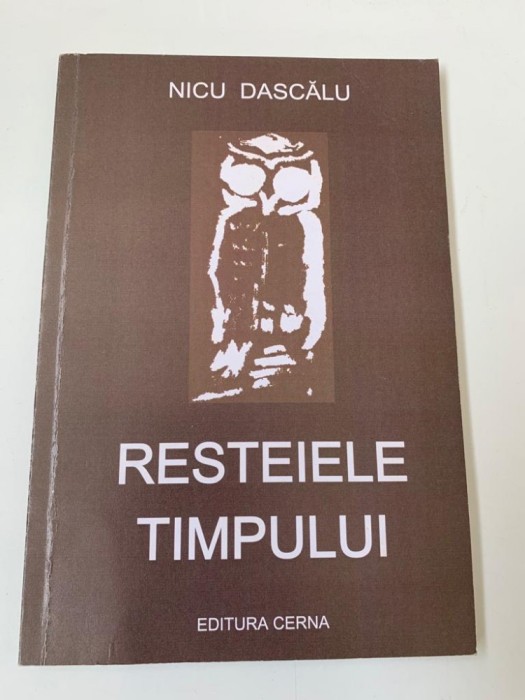 NICU DASCĂLU
RESTEIELE
TIMPULUI
EDITURA CERNA